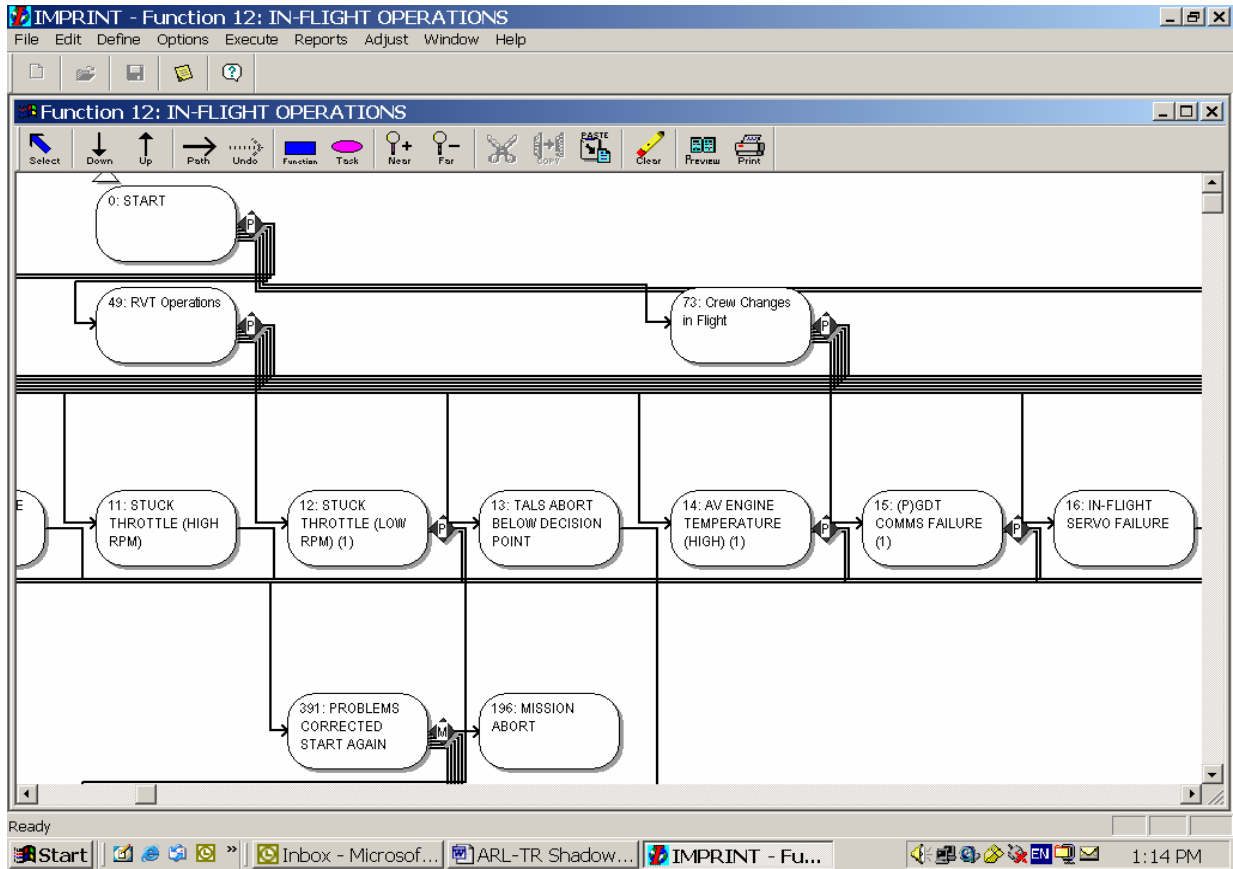 IMPRINT - Function 12: IN-FLIGHT OPERATIONS
File Edit Define Options Execute Reports Adjust Window Help
Function 12: IN-FLIGHT OPERATIONS
PASTE
Select Down Up Path Undo Function Task Near Far COPY Clear Preview Print
0: START
P
49: RVT Operations
P
73: Crew Changes
in Flight
P
E
11: STUCK
THROTTLE (HIGH
RPM)
12: STUCK
THROTTLE (LOW
RPM) (1)
P
13: TALS ABORT
BELOW DECISION
POINT
14: AV ENGINE
TEMPERATURE
(HIGH) (1)
P
15: (P)GDT
COMMS FAILURE
(1)
P
16: IN-FLIGHT
SERVO FAILURE
391: PROBLEMS
CORRECTED
START AGAIN
M
196: MISSION
ABORT
Ready
Start » Inbox - Microsof... ARL-TR Shadow... IMPRINT - Fu... EN 1:14 PM